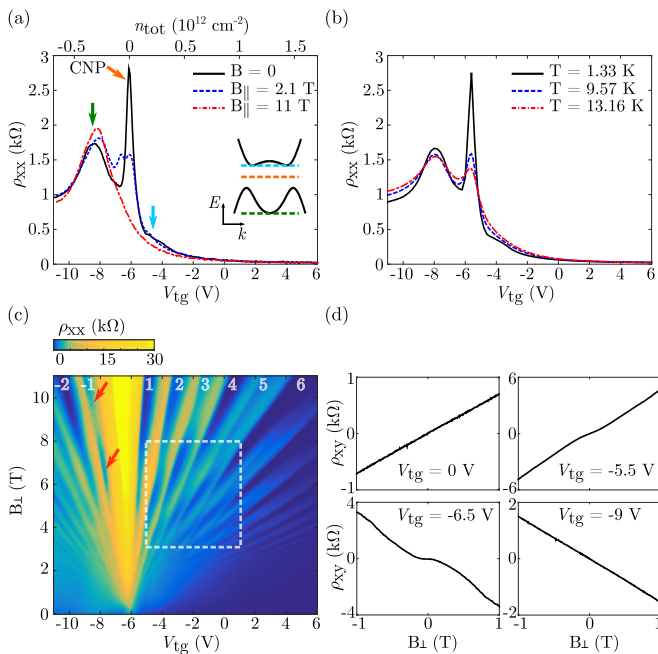 (a)
n_tot (10^12 cm^-2)
-0.5 0 0.5 1 1.5
CNP
B = 0
B_|| = 2.1 T
B_|| = 11 T
E
k
3
2.5
2
1.5
1
0.5
0
ρ_xx (kΩ)
-10 -8 -6 -4 -2 0 2 4 6
V_tg (V)
(b)
T = 1.33 K
T = 9.57 K
T = 13.16 K
3
2.5
2
1.5
1
0.5
0
ρ_xx (kΩ)
-10 -8 -6 -4 -2 0 2 4 6
V_tg (V)
(c)
ρ_xx (kΩ)
0 15 30
-2 -1 1 2 3 4 5 6
10
8
6
4
2
0
B⊥ (T)
-10 -8 -6 -4 -2 0 2 4 6
V_tg (V)
(d)
1
0
-1
ρ_xy (kΩ)
V_tg = 0 V
6
0
-6
V_tg = -5.5 V
4
0
-4
ρ_xy (kΩ)
V_tg = -6.5 V
-1 0 1
B⊥ (T)
2
0
-2
V_tg = -9 V
-1 0 1
B⊥ (T)